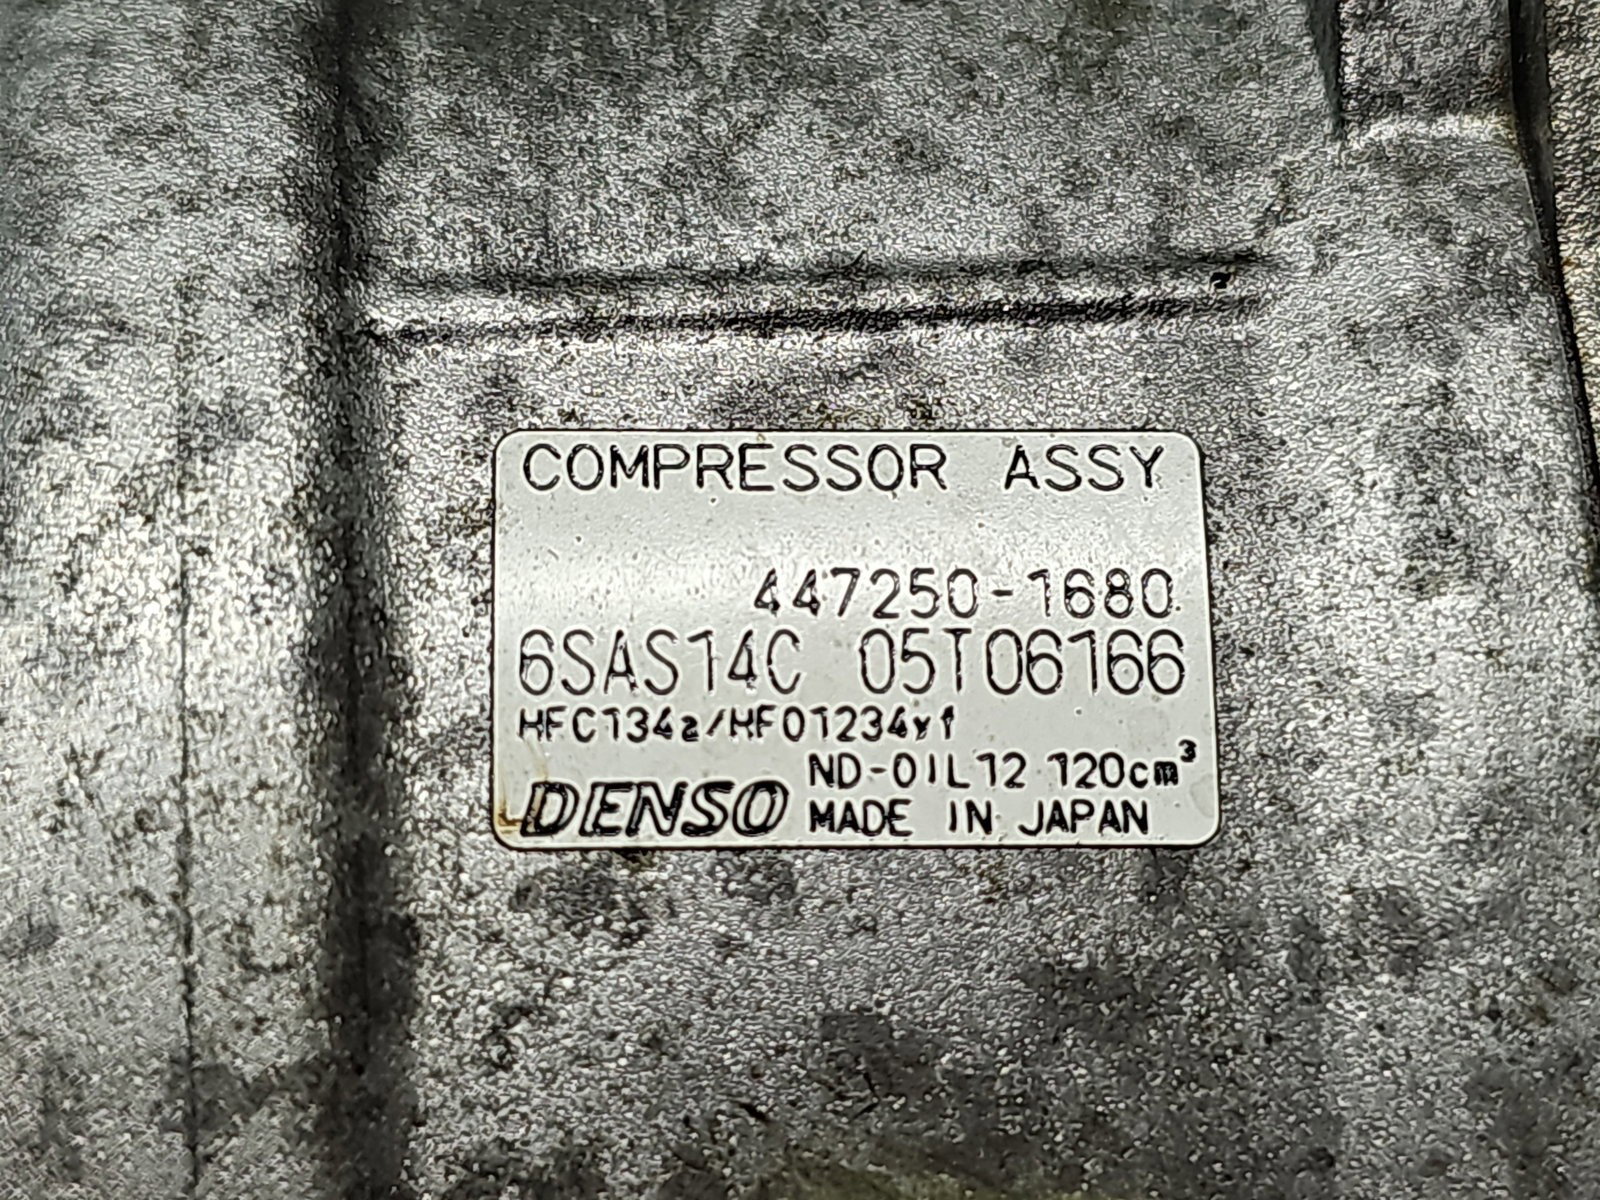 COMPRESSOR ASSY
447250-1680
6SAS14C 05T06166
HFC134a/HFO1234yf
ND-OIL12 120cm³
DENSO MADE IN JAPAN